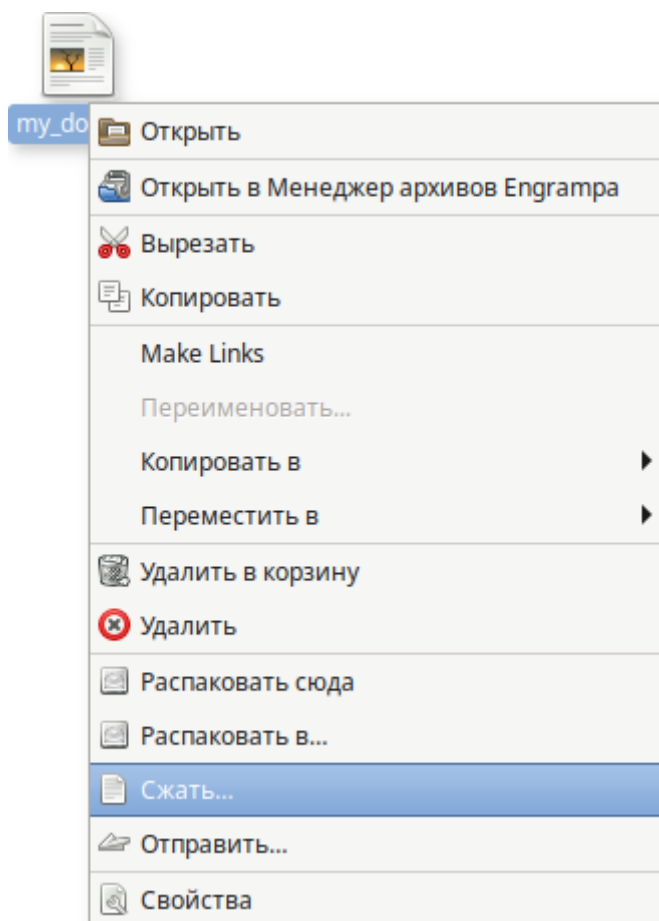 my_do
Открыть
Открыть в Менеджер архивов Engrampa
Вырезать
Копировать
Make Links
Переименовать...
Копировать в
Переместить в
Удалить в корзину
Удалить
Распаковать сюда
Распаковать в...
Сжать...
Отправить...
Свойства